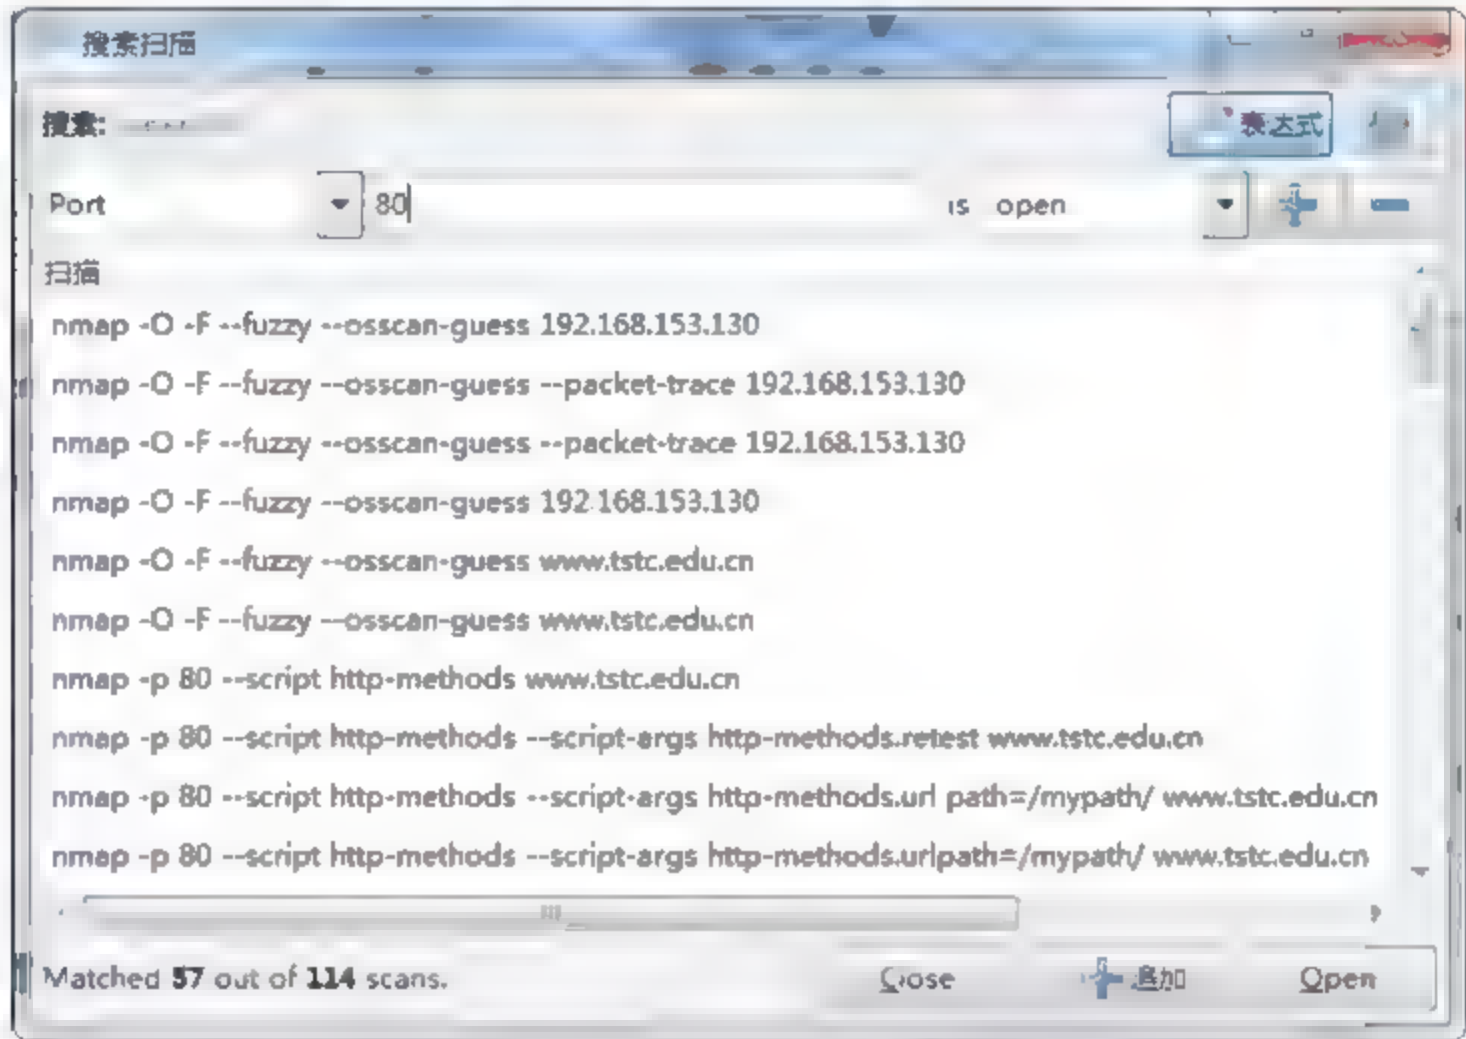 搜索扫描
搜索:
表达式
Port 80 is open
扫描
nmap -O -F --fuzzy --osscan-guess 192.168.153.130
nmap -O -F --fuzzy --osscan-guess --packet-trace 192.168.153.130
nmap -O -F --fuzzy --osscan-guess --packet-trace 192.168.153.130
nmap -O -F --fuzzy --osscan-guess 192.168.153.130
nmap -O -F --fuzzy --osscan-guess www.tstc.edu.cn
nmap -O -F --fuzzy --osscan-guess www.tstc.edu.cn
nmap -p 80 --script http-methods www.tstc.edu.cn
nmap -p 80 --script http-methods --script-args http-methods.retest www.tstc.edu.cn
nmap -p 80 --script http-methods --script-args http-methods.url path=/mypath/ www.tstc.edu.cn
nmap -p 80 --script http-methods --script-args http-methods.urlpath=/mypath/ www.tstc.edu.cn
Matched 57 out of 114 scans. Close 追加 Open